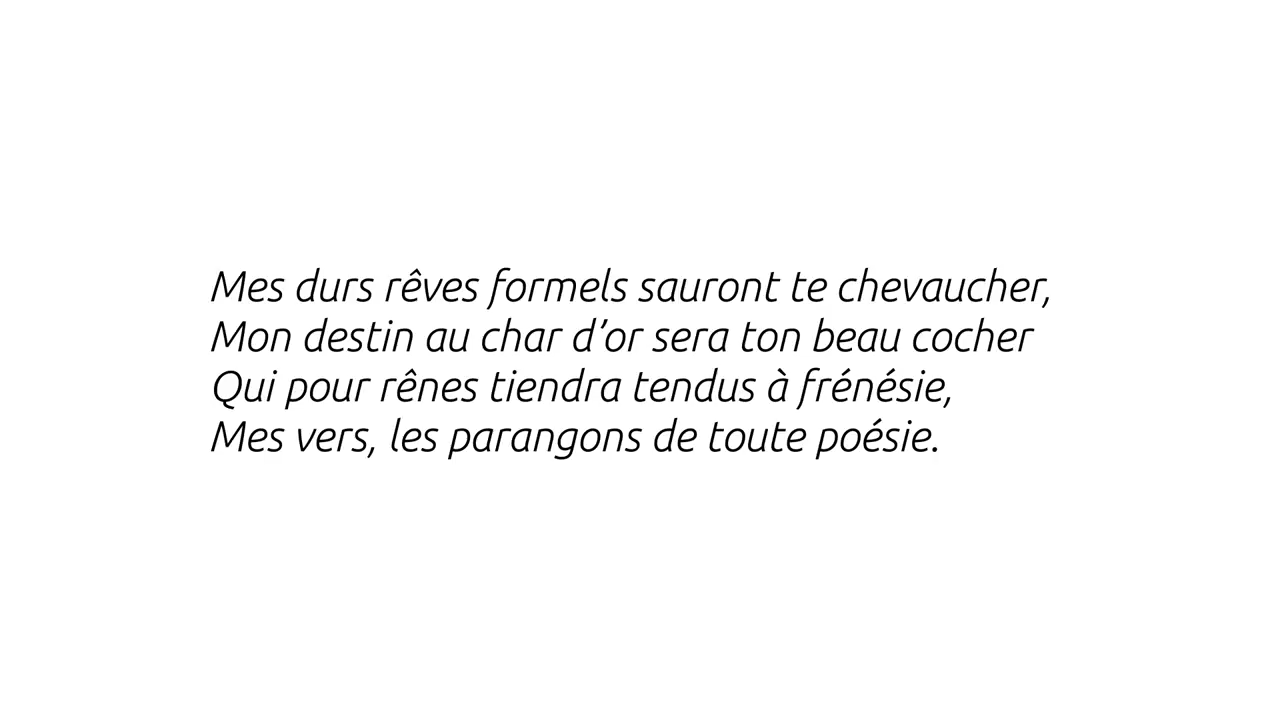 Mes durs rêves formels sauront te chevaucher,
Mon destin au char d’or sera ton beau cocher
Qui pour rênes tiendra tendus à frénésie,
Mes vers, les parangons de toute poésie.